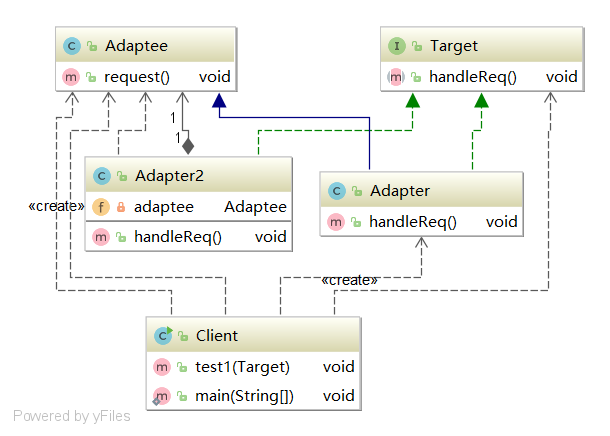 Adaptee
request() void
Target
handleReq() void
1
1
Adapter2
adaptee Adaptee
handleReq() void
Adapter
handleReq() void
«create»
«create»
Client
test1(Target) void
main(String[]) void
Powered by yFiles